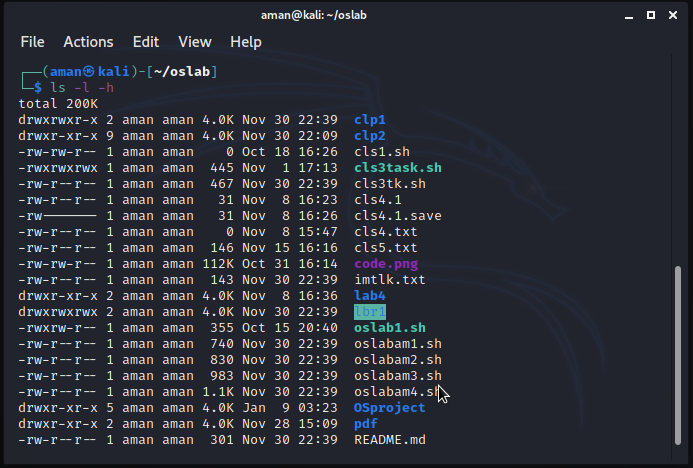 aman@kali: ~/oslab
File Actions Edit View Help
┌──(aman㉿kali)-[~/oslab]
└─$ ls -l -h
total 200K
drwxrwxr-x 2 aman aman 4.0K Nov 30 22:39 clp1
drwxrwxr-x 9 aman aman 4.0K Nov 30 22:09 clp2
-rw-rw-r-- 1 aman aman 0 Oct 18 16:26 cls1.sh
-rwxrwxrwx 1 aman aman 445 Nov 1 17:13 cls3task.sh
-rw-r--r-- 1 aman aman 467 Nov 30 22:39 cls3tk.sh
-rw-r--r-- 1 aman aman 31 Nov 8 16:23 cls4.1
-rw------- 1 aman aman 31 Nov 8 16:26 cls4.1.save
-rw-r--r-- 1 aman aman 0 Nov 8 15:47 cls4.txt
-rw-r--r-- 1 aman aman 146 Nov 15 16:16 cls5.txt
-rw-rw-r-- 1 aman aman 112K Oct 31 16:14 code.png
-rw-r--r-- 1 aman aman 143 Nov 30 22:39 imtlk.txt
drwxr-xr-x 2 aman aman 4.0K Nov 8 16:36 lab4
drwxrwxrwx 2 aman aman 4.0K Nov 30 22:39 lbr1
-rwxrw-r-- 1 aman aman 355 Oct 15 20:40 oslab1.sh
-rw-r--r-- 1 aman aman 740 Nov 30 22:39 oslabam1.sh
-rw-r--r-- 1 aman aman 830 Nov 30 22:39 oslabam2.sh
-rw-r--r-- 1 aman aman 983 Nov 30 22:39 oslabam3.sh
-rw-r--r-- 1 aman aman 1.1K Nov 30 22:39 oslabam4.sh
drwxr-xr-x 5 aman aman 4.0K Jan 9 03:23 OSproject
drwxr-xr-x 2 aman aman 4.0K Nov 28 15:09 pdf
-rw-r--r-- 1 aman aman 301 Nov 30 22:39 README.md